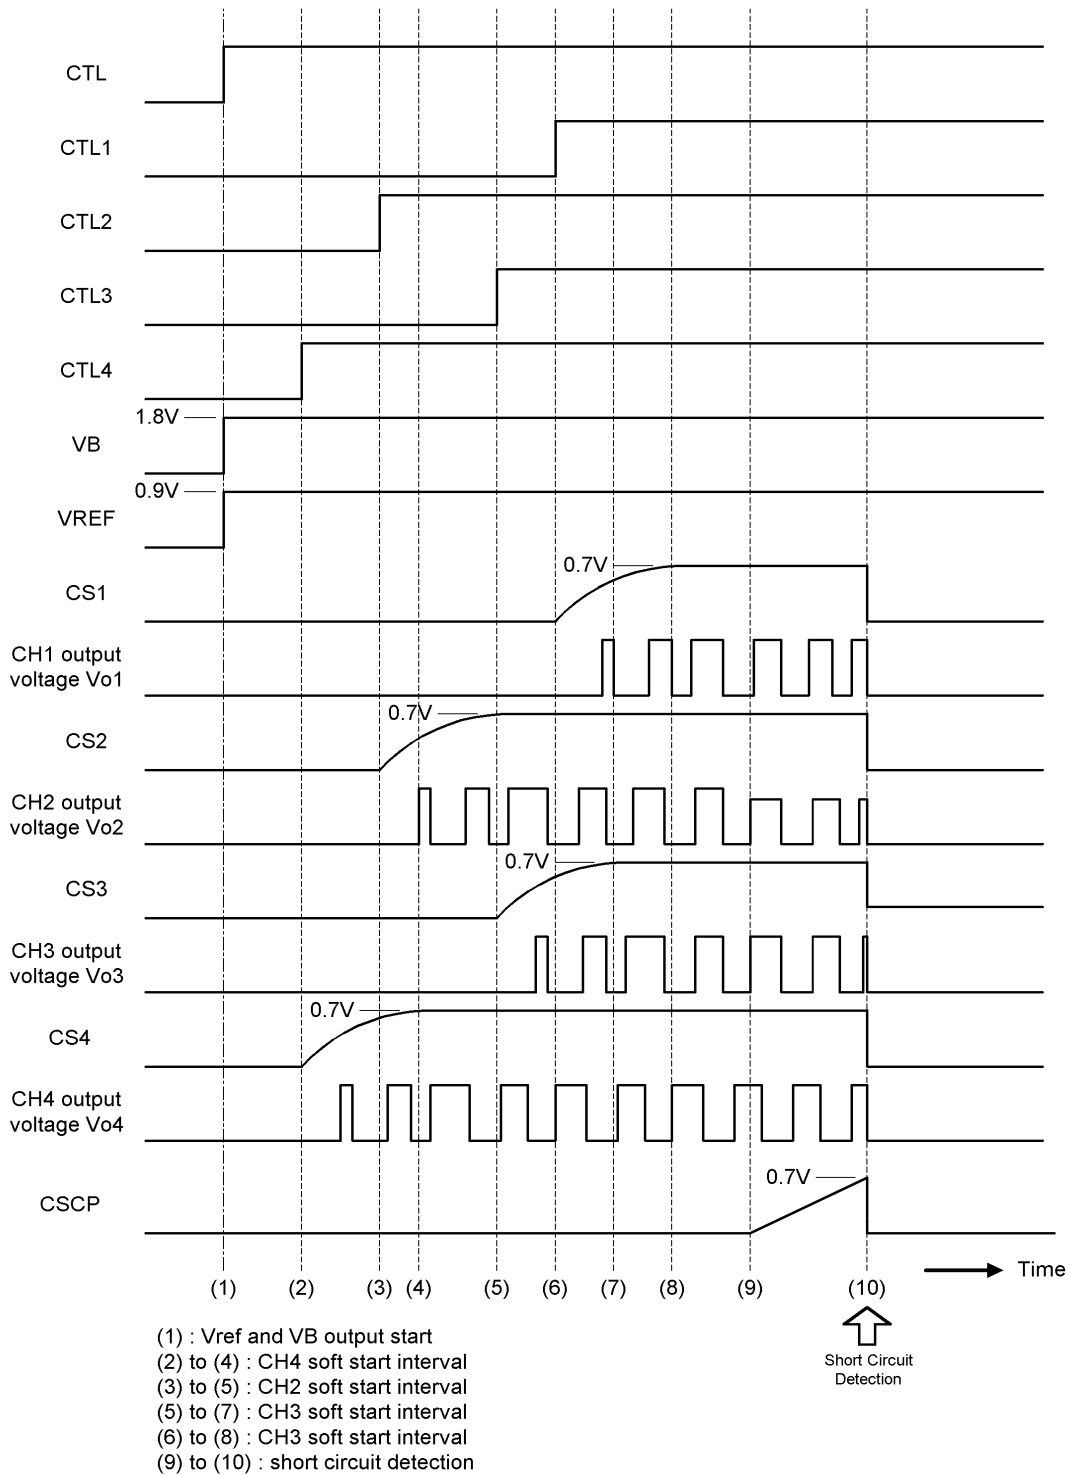 CTL
CTL1
CTL2
CTL3
CTL4
1.8V
VB
0.9V
VREF
0.7V
CS1
CH1 output
voltage Vo1
0.7V
CS2
CH2 output
voltage Vo2
0.7V
CS3
CH3 output
voltage Vo3
0.7V
CS4
CH4 output
voltage Vo4
0.7V
CSCP
Time
(1) (2) (3) (4) (5) (6) (7) (8) (9) (10)
Short Circuit
Detection
(1) : Vref and VB output start
(2) to (4) : CH4 soft start interval
(3) to (5) : CH2 soft start interval
(5) to (7) : CH3 soft start interval
(6) to (8) : CH3 soft start interval
(9) to (10) : short circuit detection